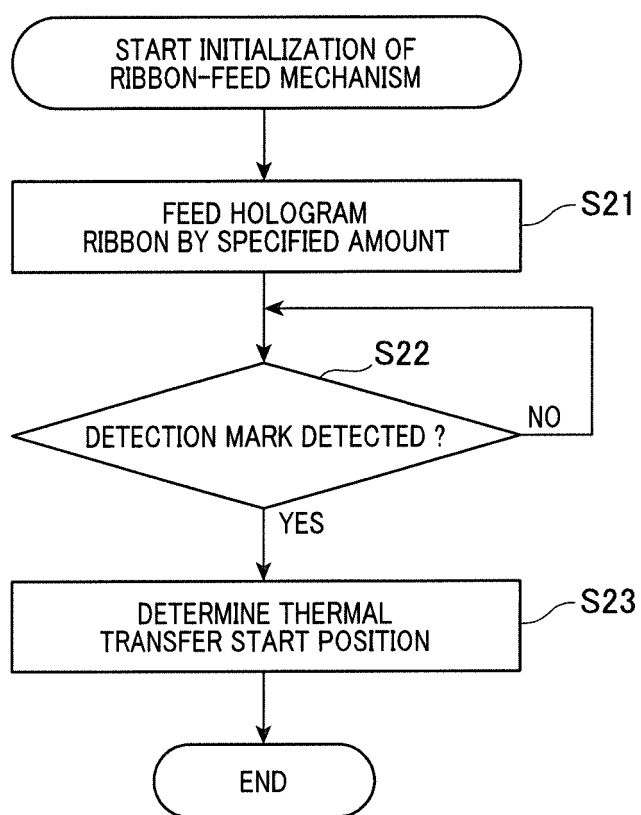 START INITIALIZATION OF
RIBBON-FEED MECHANISM
FEED HOLOGRAM
RIBBON BY SPECIFIED AMOUNT
S21
S22
DETECTION MARK DETECTED ?
NO
YES
DETERMINE THERMAL
TRANSFER START POSITION
S23
END